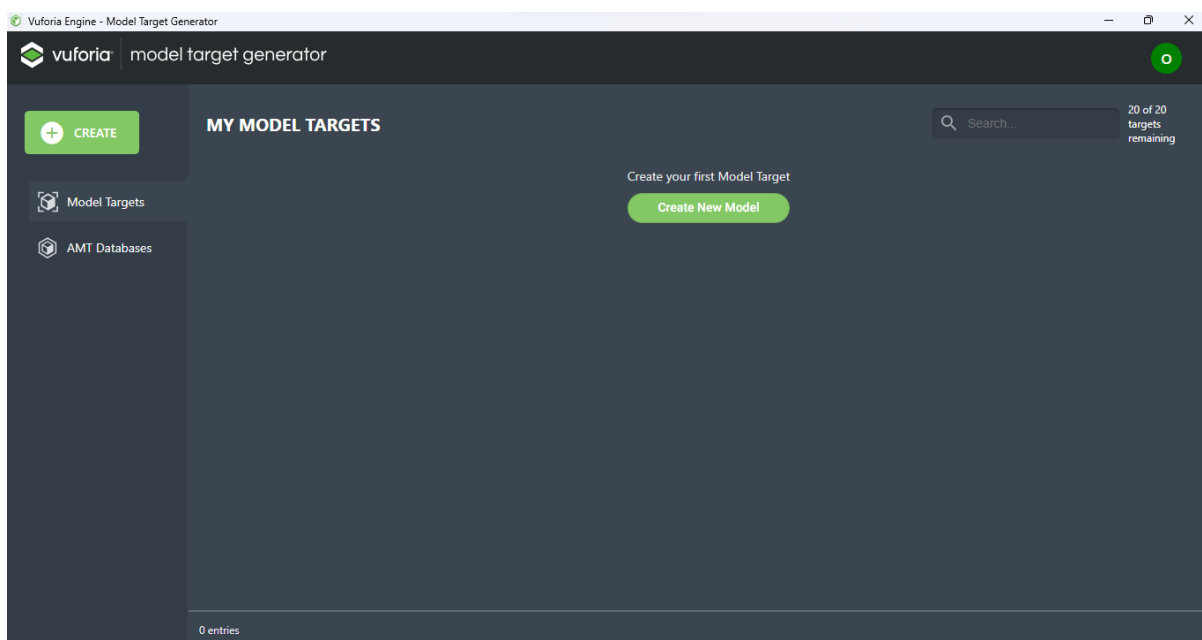 Vuforia Engine - Model Target Generator
vuforia model target generator
O
CREATE
Model Targets
AMT Databases
MY MODEL TARGETS
Search...
20 of 20
targets
remaining
Create your first Model Target
Create New Model
0 entries